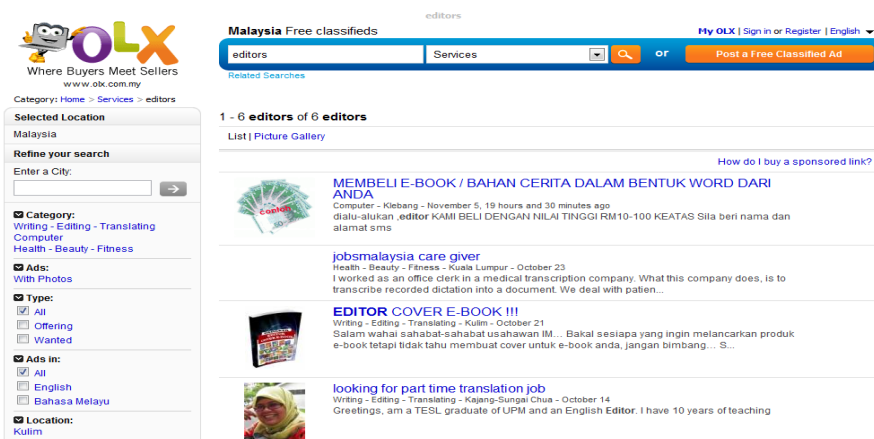 editors
OLX
Where Buyers Meet Sellers
www.olx.com.my
Malaysia Free classifieds
My OLX | Sign in or Register | English
editors
Services
or
Post a Free Classified Ad
Related Searches
Category: Home > Services > editors
Selected Location
Malaysia
Refine your search
Enter a City:
Category:
Writing - Editing - Translating
Computer
Health - Beauty - Fitness
Ads:
With Photos
Type:
All
Offering
Wanted
Ads in:
All
English
Bahasa Melayu
Location:
Kulim
1 - 6 editors of 6 editors
List | Picture Gallery
How do I buy a sponsored link?
contoh
MEMBELI E-BOOK / BAHAN CERITA DALAM BENTUK WORD DARI
ANDA
Computer - Klebang - November 5, 19 hours and 30 minutes ago
dialu-alukan ,editor KAMI BELI DENGAN NILAI TINGGI RM10-100 KEATAS Sila beri nama dan
alamat sms
jobsmalaysia care giver
Health - Beauty - Fitness - Kuala Lumpur - October 23
I worked as an office clerk in a medical transcription company. What this company does, is to
transcribe recorded dictation into a document. We deal with patien...
EDITOR COVER E-BOOK !!!
Writing - Editing - Translating - Kulim - October 21
Salam wahai sahabat-sahabat usahawan IM... Bakal sesiapa yang ingin melancarkan produk
e-book tetapi tidak tahu membuat cover untuk e-book anda, jangan bimbang... S...
looking for part time translation job
Writing - Editing - Translating - Kajang-Sungai Chua - October 14
Greetings, am a TESL graduate of UPM and an English Editor. I have 10 years of teaching